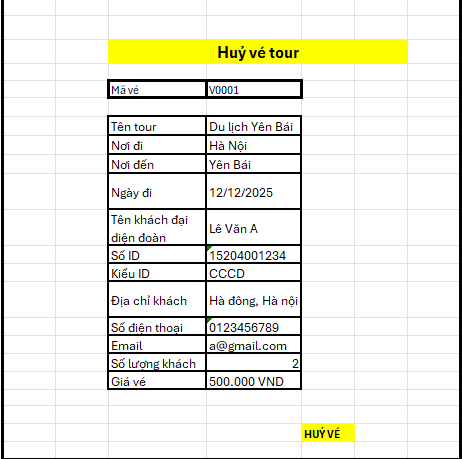 Huỷ vé tour
Mã vé V0001
Tên tour Du lịch Yên Bái
Nơi đi Hà Nội
Nơi đến Yên Bái
Ngày đi 12/12/2025
Tên khách đại
diện đoàn Lê Văn A
Số ID 15204001234
Kiểu ID CCCD
Địa chỉ khách Hà đông, Hà nội
Số điện thoại 0123456789
Email a@gmail.com
Số lượng khách 2
Giá vé 500.000 VND
HUỶ VÉ